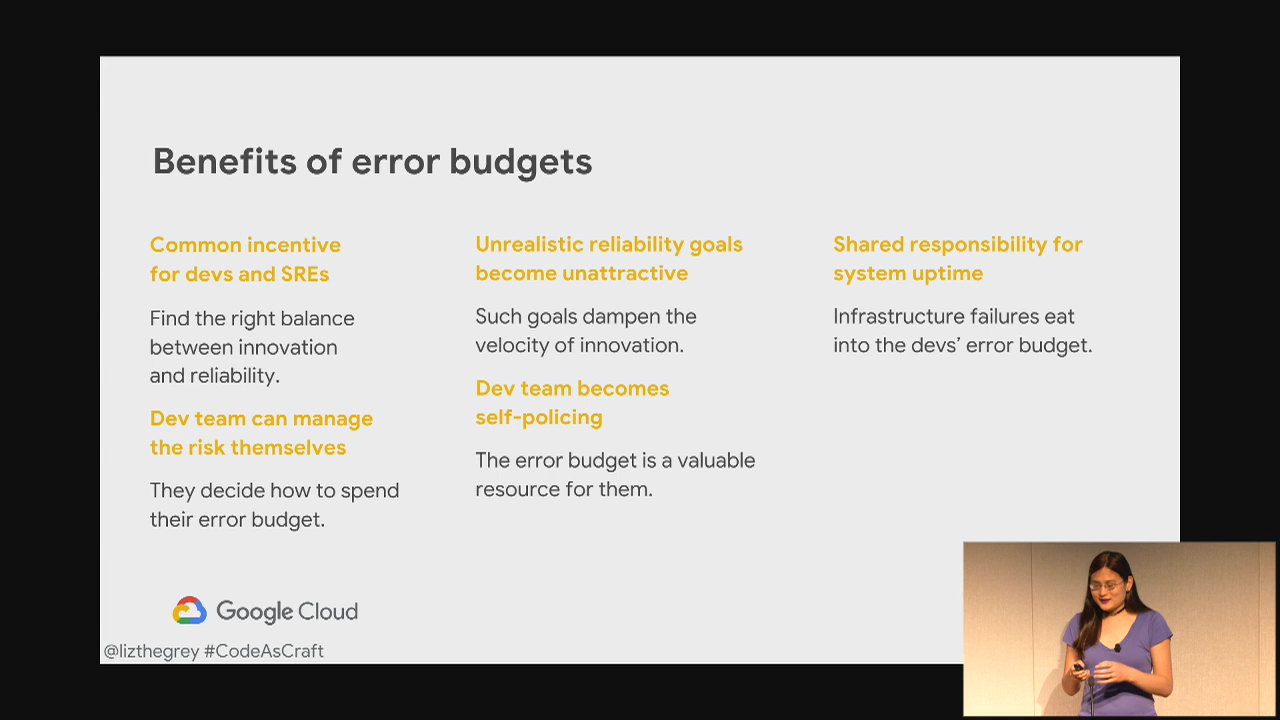 Benefits of error budgets
Common incentive
for devs and SREs
Find the right balance
between innovation
and reliability.
Dev team can manage
the risk themselves
They decide how to spend
their error budget.
Unrealistic reliability goals
become unattractive
Such goals dampen the
velocity of innovation.
Dev team becomes
self-policing
The error budget is a valuable
resource for them.
Shared responsibility for
system uptime
Infrastructure failures eat
into the devs’ error budget.
Google Cloud
@lizthegrey #CodeAsCraft